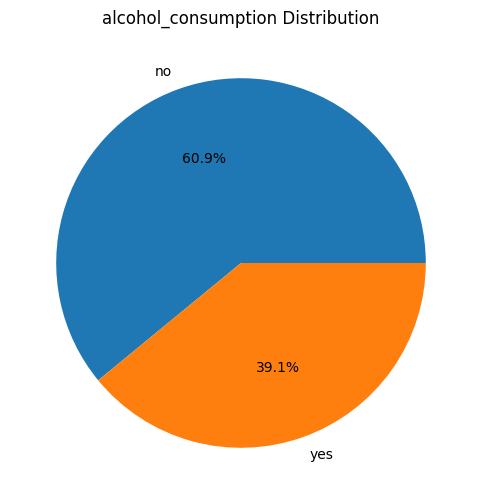 alcohol_consumption Distribution
no
60.9%
39.1%
yes